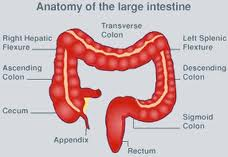 Anatomy of the large intestine
Transverse
Colon
Right Hepatic
Flexure
Left Splenic
Flexture
Ascending
Colon
Descending
Colon
Cecum
Sigmoid
Colon
Appendix
Rectum